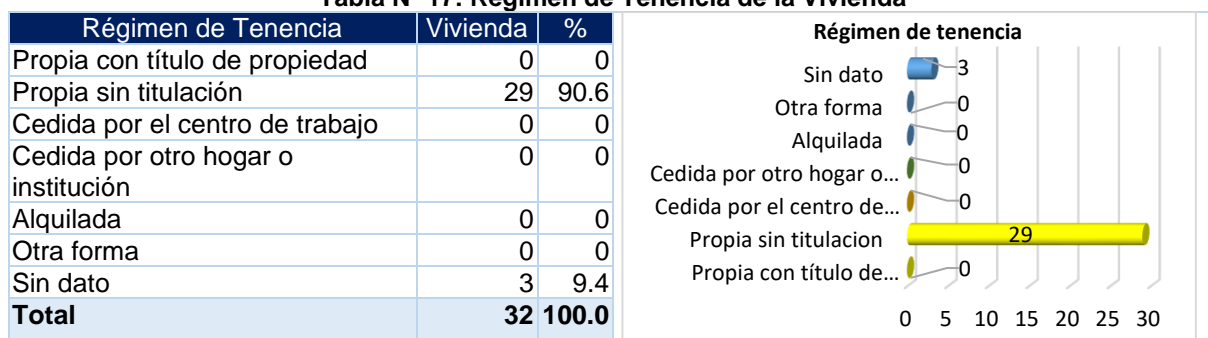 Tabla N° 17: Régimen de Tenencia de la Vivienda
Régimen de Tenencia Vivienda %
Propia con título de propiedad 0 0
Propia sin titulación 29 90.6
Cedida por el centro de trabajo 0 0
Cedida por otro hogar o institución 0 0
Alquilada 0 0
Otra forma 0 0
Sin dato 3 9.4
Total 32 100.0
Régimen de tenencia
Sin dato 3
Otra forma 0
Alquilada 0
Cedida por otro hogar o... 0
Cedida por el centro de... 0
Propia sin titulacion 29
Propia con título de... 0
0 5 10 15 20 25 30